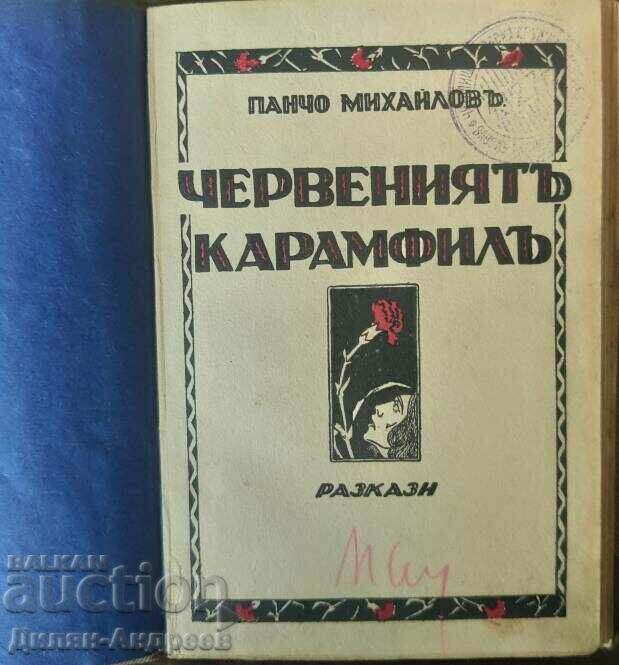 ПАНЧО МИХАЙЛОВЪ
ЧЕРВЕНИЯТЪ
КАРАМФИЛЪ
РАЗКАЗИ
BALKAN
auction
Дилян-Андреев